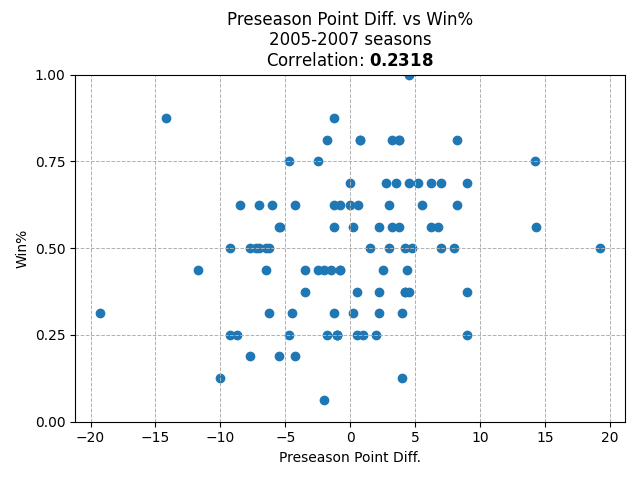 Preseason Point Diff. vs Win%
2005-2007 seasons
Correlation: 0.2318
1.00
0.75
0.50
0.25
0.00
Win%
−20 −15 −10 −5 0 5 10 15 20
Preseason Point Diff.